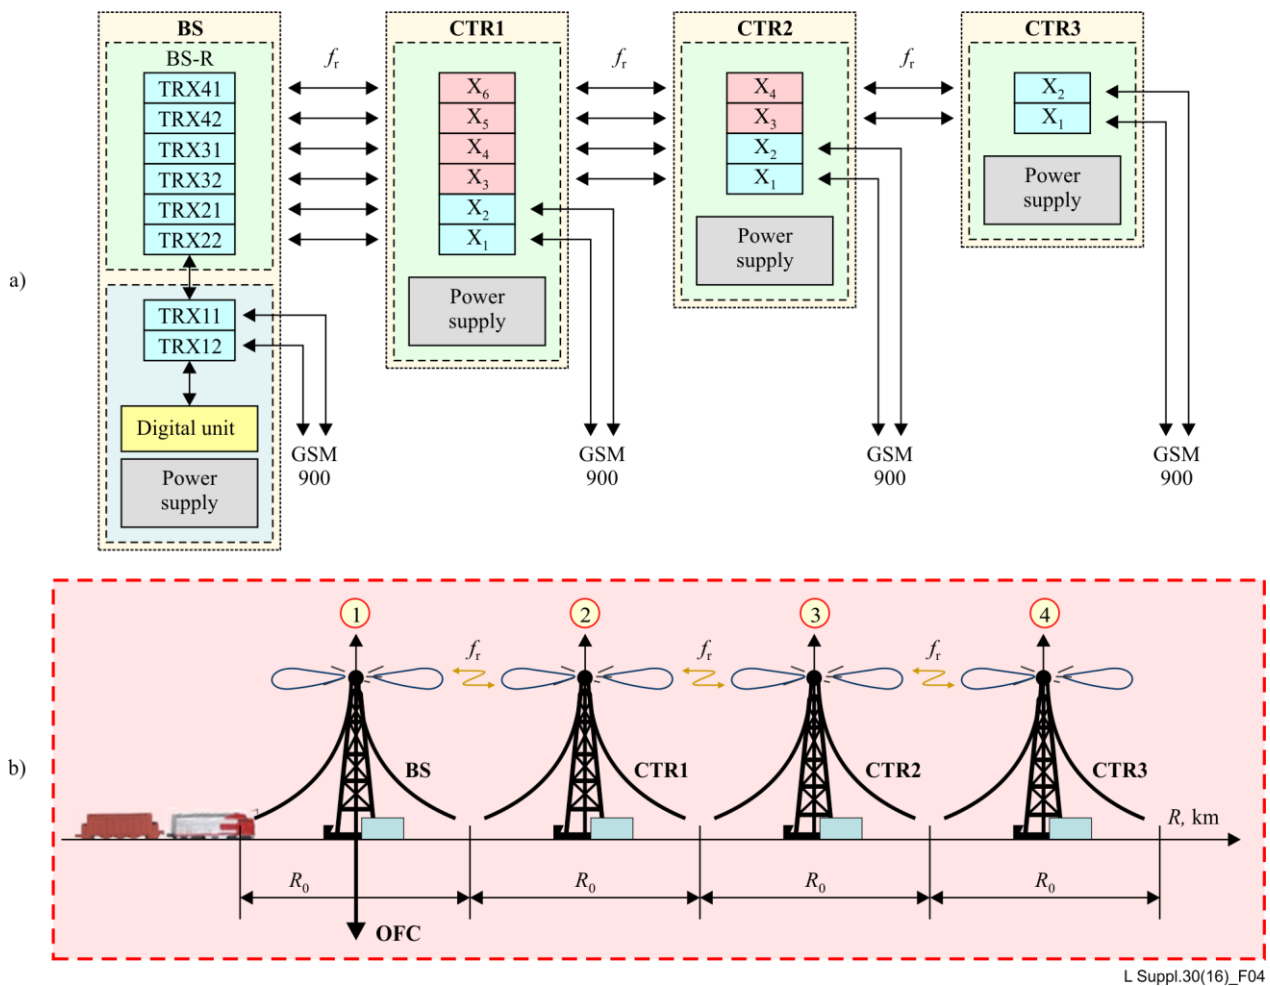 BS
CTR1
CTR2
CTR3
BS-R
fr
fr
fr
TRX41
TRX42
TRX31
TRX32
TRX21
TRX22
X6
X5
X4
X3
X2
X1
X4
X3
X2
X1
X2
X1
Power
supply
Power
supply
Power
supply
a)
TRX11
TRX12
Digital unit
Power
supply
GSM
900
GSM
900
GSM
900
GSM
900
1
2
3
4
fr
fr
fr
b)
BS
CTR1
CTR2
CTR3
R, km
R0
R0
R0
R0
OFC
L Suppl.30(16)_F04